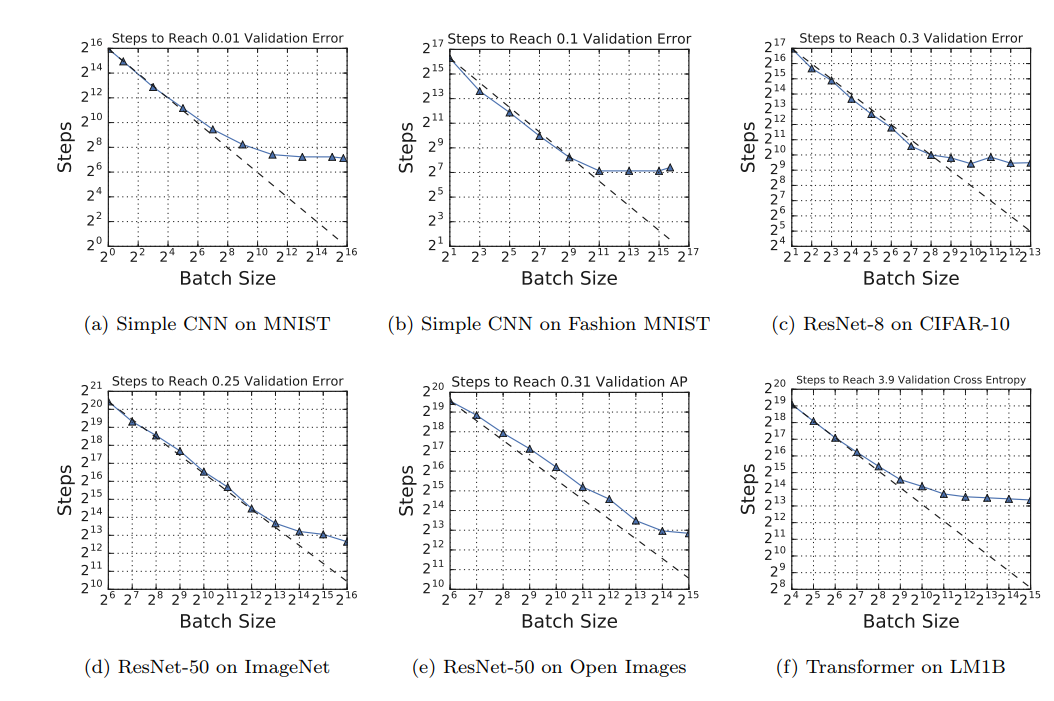 Steps to Reach 0.01 Validation Error
2^16
2^14
2^12
2^10
2^8
2^6
2^4
2^2
2^0
Steps
2^0 2^2 2^4 2^6 2^8 2^10 2^12 2^14 2^16
Batch Size
(a) Simple CNN on MNIST
Steps to Reach 0.1 Validation Error
2^17
2^15
2^13
2^11
2^9
2^7
2^5
2^3
2^1
Steps
2^1 2^3 2^5 2^7 2^9 2^11 2^13 2^15 2^17
Batch Size
(b) Simple CNN on Fashion MNIST
Steps to Reach 0.3 Validation Error
2^17
2^16
2^15
2^14
2^13
2^12
2^11
2^10
2^9
2^8
2^7
2^6
2^5
2^4
Steps
2^1 2^2 2^3 2^4 2^5 2^6 2^7 2^8 2^9 2^10 2^11 2^12 2^13
Batch Size
(c) ResNet-8 on CIFAR-10
Steps to Reach 0.25 Validation Error
2^21
2^20
2^19
2^18
2^17
2^16
2^15
2^14
2^13
2^12
2^11
2^10
Steps
2^6 2^7 2^8 2^9 2^10 2^11 2^12 2^13 2^14 2^15 2^16
Batch Size
(d) ResNet-50 on ImageNet
Steps to Reach 0.31 Validation AP
2^20
2^19
2^18
2^17
2^16
2^15
2^14
2^13
2^12
2^11
2^10
Steps
2^6 2^7 2^8 2^9 2^10 2^11 2^12 2^13 2^14 2^15
Batch Size
(e) ResNet-50 on Open Images
Steps to Reach 3.9 Validation Cross Entropy
2^20
2^19
2^18
2^17
2^16
2^15
2^14
2^13
2^12
2^11
2^10
2^9
2^8
Steps
2^4 2^5 2^6 2^7 2^8 2^9 2^10 2^11 2^12 2^13 2^14 2^15
Batch Size
(f) Transformer on LM1B